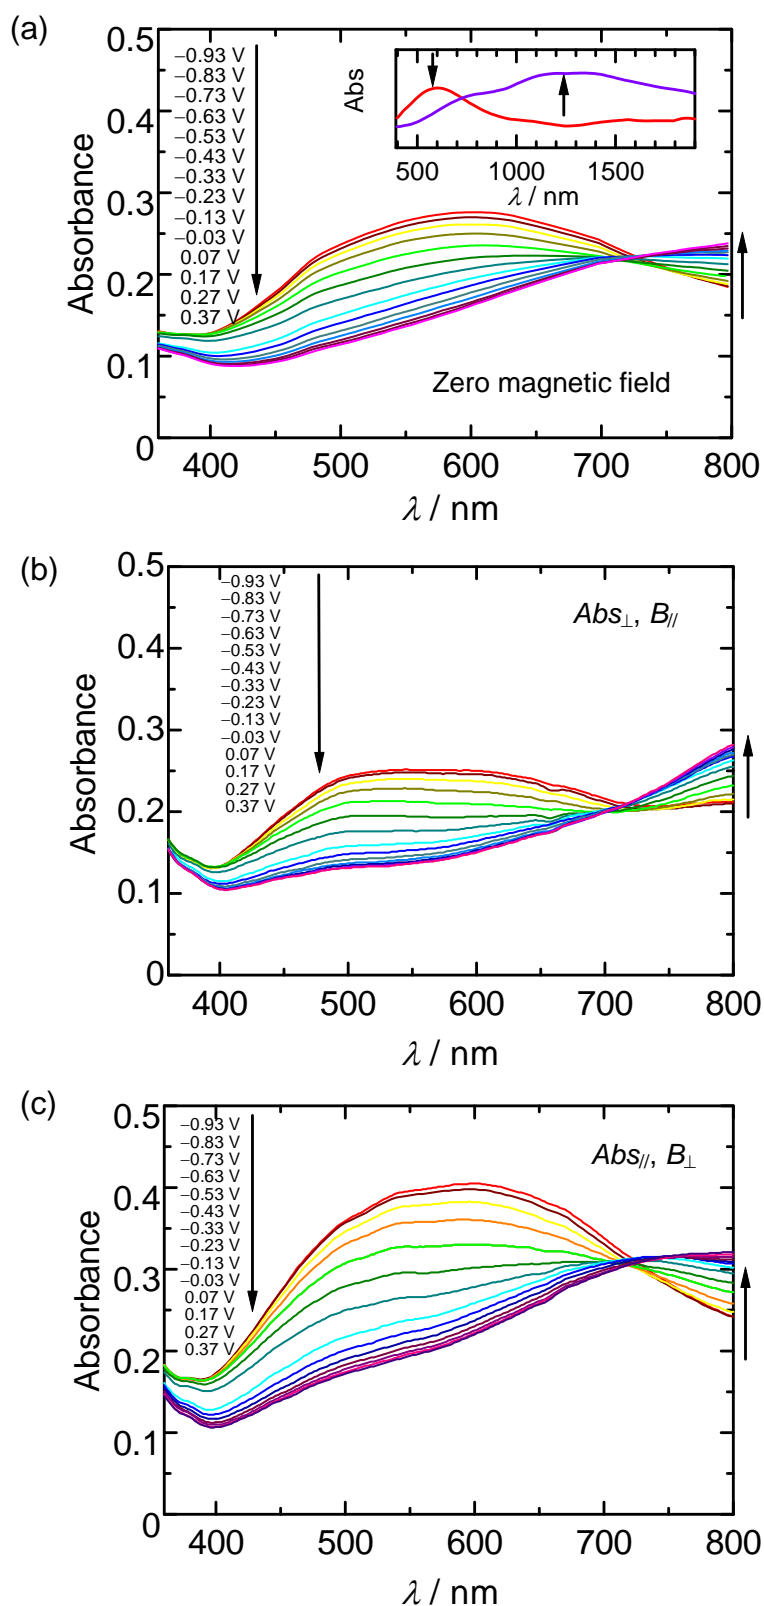 (a)
0.5
0.4
0.3
0.2
0.1
0
Absorbance
−0.93 V
−0.83 V
−0.73 V
−0.63 V
−0.53 V
−0.43 V
−0.33 V
−0.23 V
−0.13 V
−0.03 V
0.07 V
0.17 V
0.27 V
0.37 V
Abs
500 1000 1500
λ / nm
Zero magnetic field
400 500 600 700 800
λ / nm
(b)
0.5
0.4
0.3
0.2
0.1
0
Absorbance
−0.93 V
−0.83 V
−0.73 V
−0.63 V
−0.53 V
−0.43 V
−0.33 V
−0.23 V
−0.13 V
−0.03 V
0.07 V
0.17 V
0.27 V
0.37 V
Abs⊥, B//
400 500 600 700 800
λ / nm
(c)
0.5
0.4
0.3
0.2
0.1
0
Absorbance
−0.93 V
−0.83 V
−0.73 V
−0.63 V
−0.53 V
−0.43 V
−0.33 V
−0.23 V
−0.13 V
−0.03 V
0.07 V
0.17 V
0.27 V
0.37 V
Abs//, B⊥
400 500 600 700 800
λ / nm